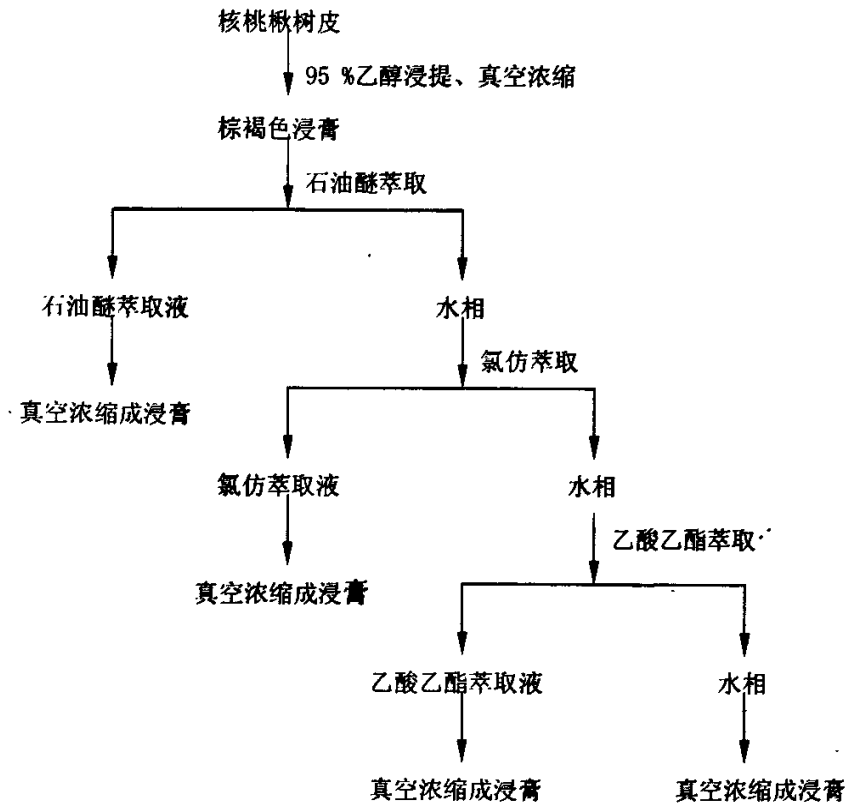 核桃楸树皮
95 %乙醇浸提、真空浓缩
棕褐色浸膏
石油醚萃取
石油醚萃取液
水相
氯仿萃取
真空浓缩成浸膏
氯仿萃取液
水相
乙酸乙酯萃取
真空浓缩成浸膏
乙酸乙酯萃取液
水相
真空浓缩成浸膏
真空浓缩成浸膏